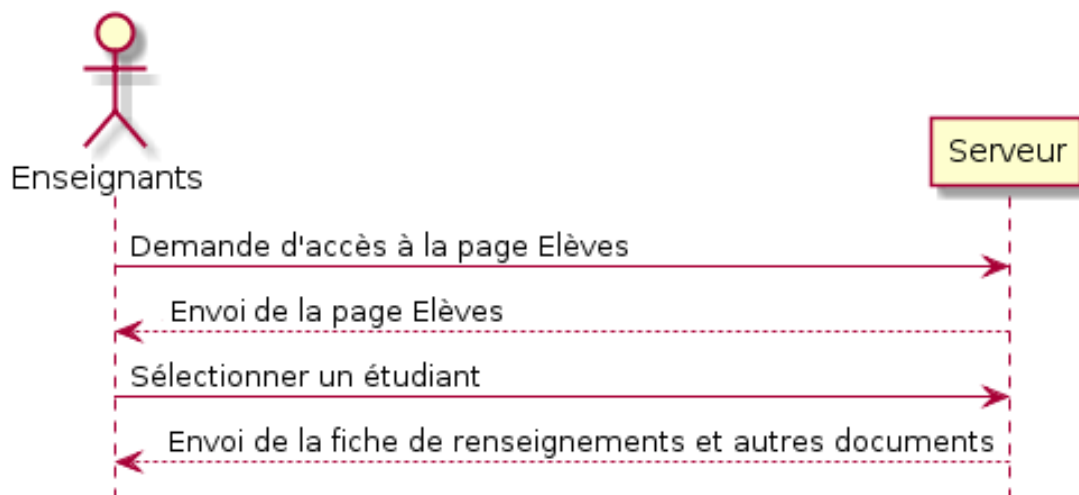 Enseignants
Serveur
Demande d'accès à la page Elèves
Envoi de la page Elèves
Sélectionner un étudiant
Envoi de la fiche de renseignements et autres documents